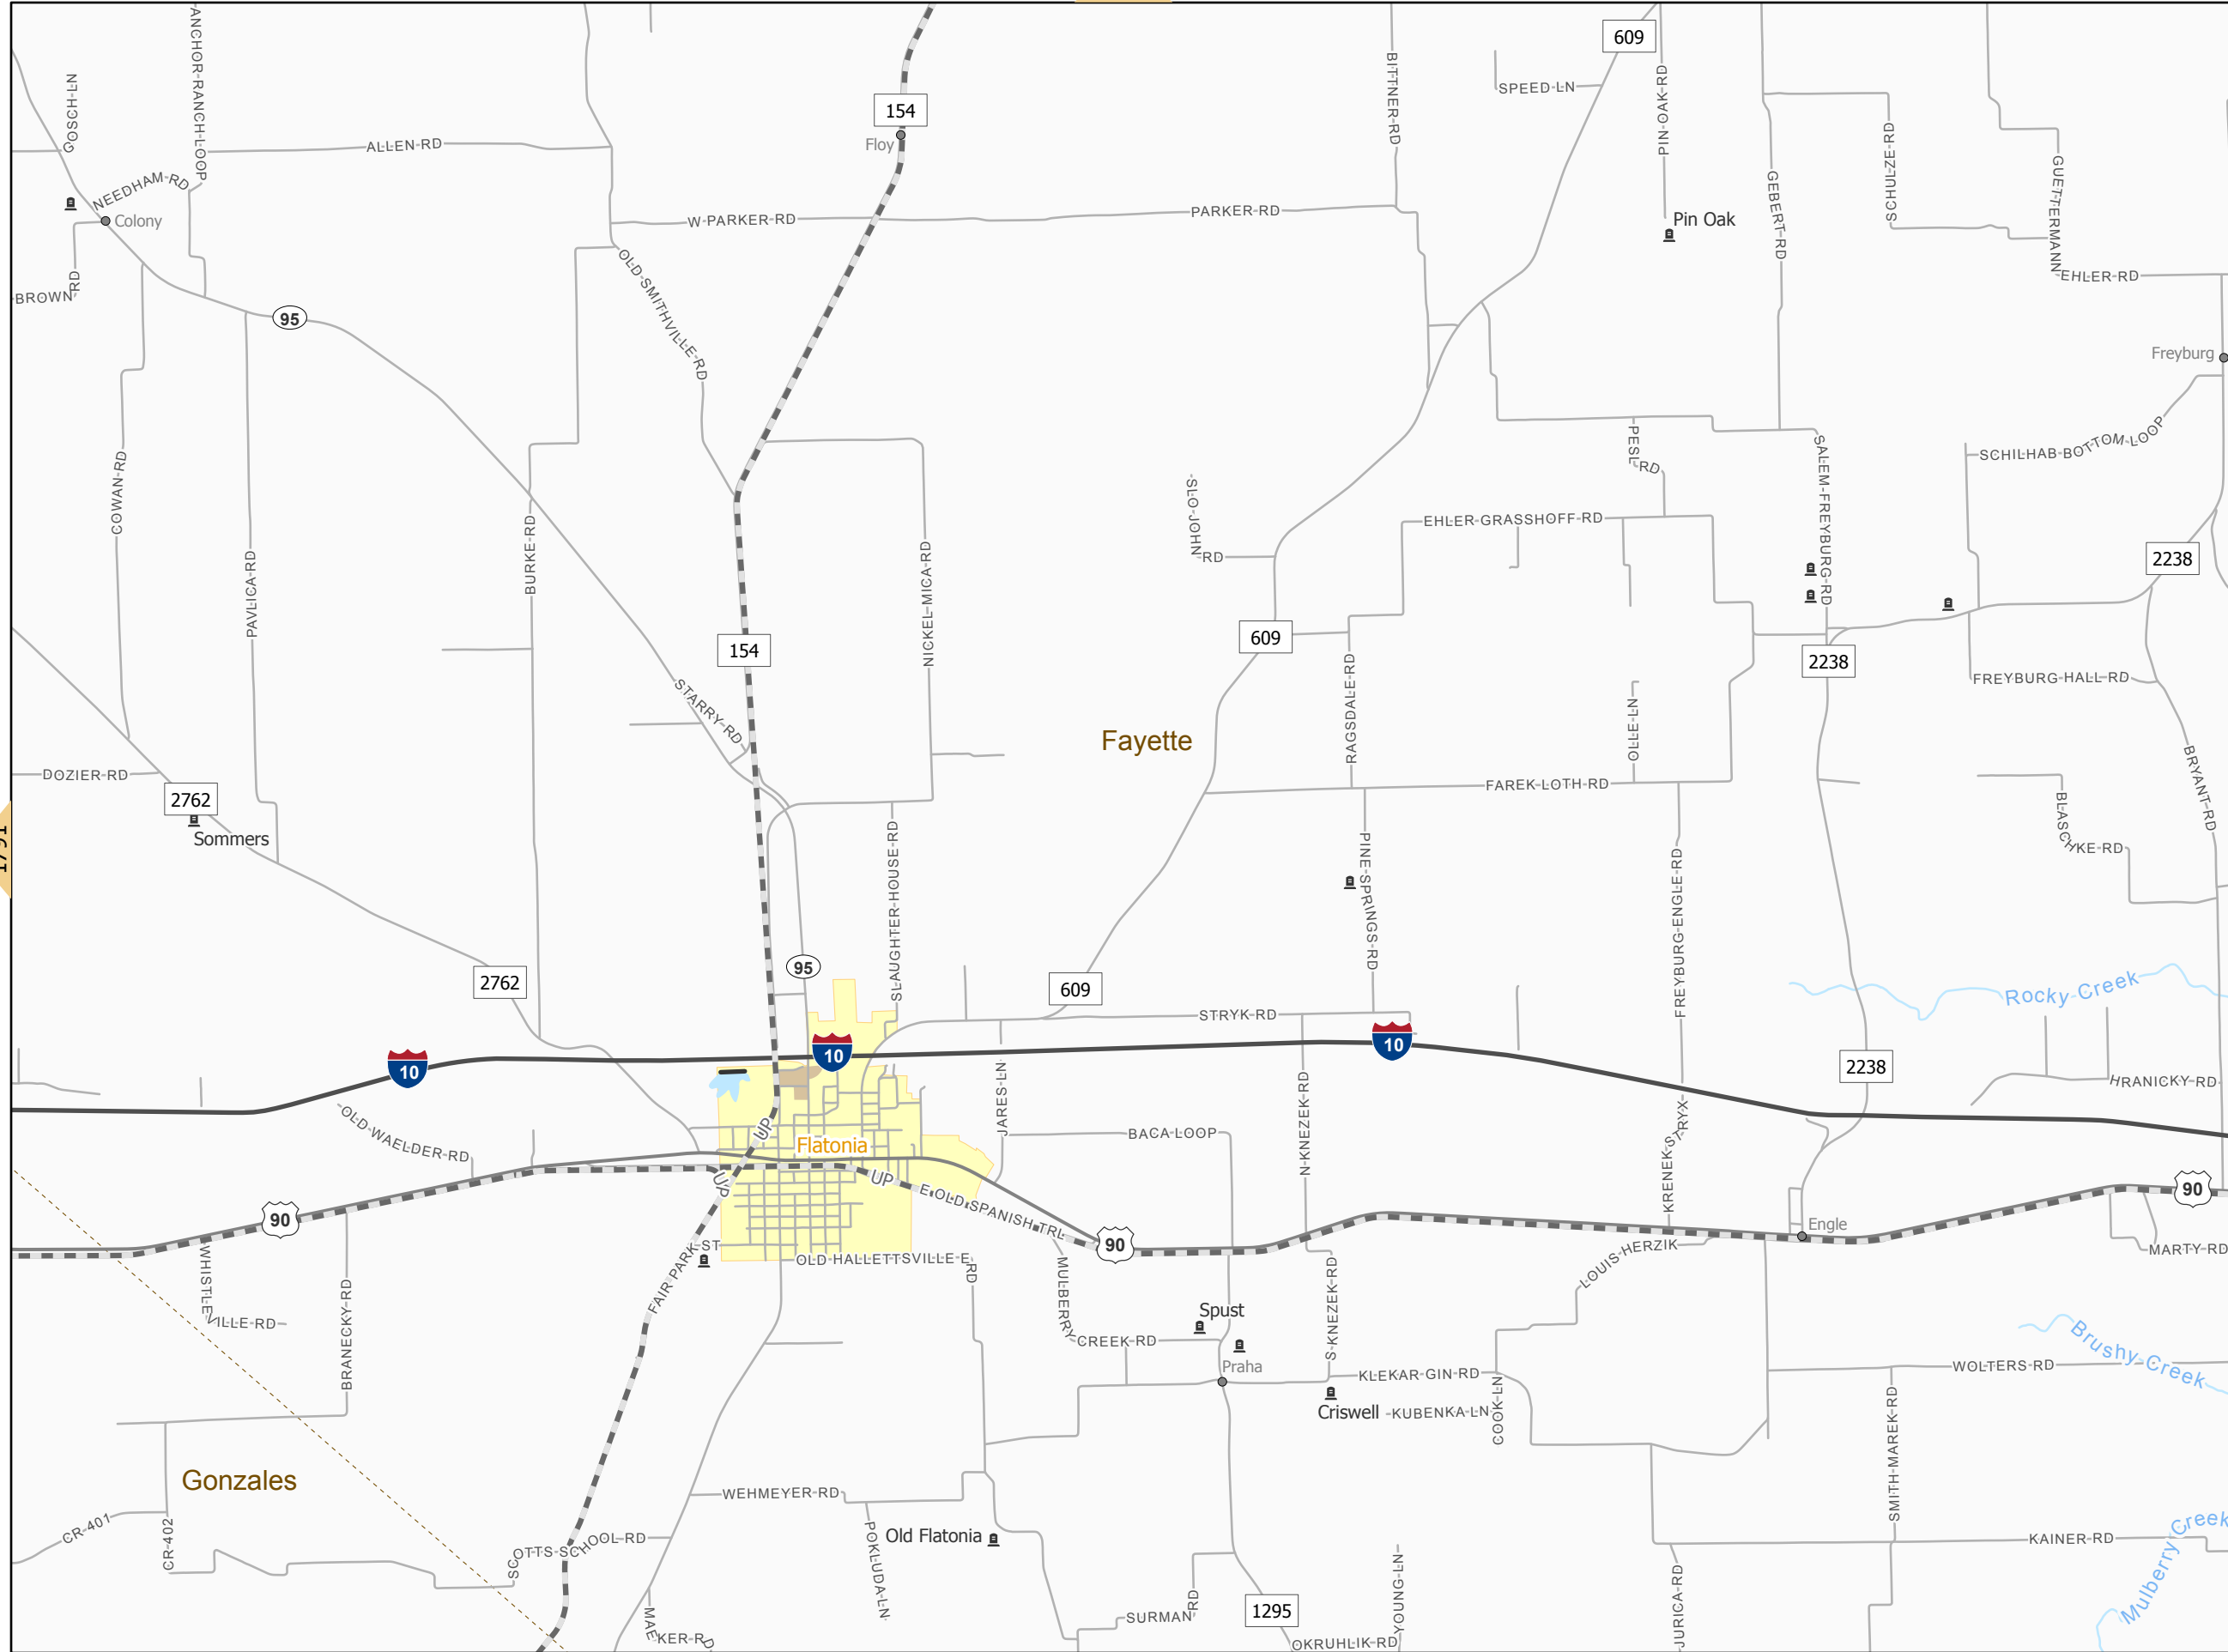 609
ANCHOR-RANCH-LOOP
GOSCH-LN
BITTNER-RD
PIN-OAK-RD
SPEED-LN
154
Floy
ALLEN-RD
SCHULZE-RD
GUETTERMANN
NEEDHAM-RD
GEBERT-RD
Colony
W-PARKER-RD
PARKER-RD
Pin Oak
OLD-SMITHVILLE-RD
EHLER-RD
BROWN-RD
95
Freyburg
COWAN-RD
PESL-RD
SALEM-FREYBURG-RD
SCHILHAB-BOTTOM-LOOP
SLO-JOHN-RD
EHLER-GRASSHOFF-RD
BURKE-RD
PAVLICA-RD
NICKEL-MICA-RD
2238
609
154
2238
RAGSDALE-RD
FREYBURG-HALL-RD
STARRY-RD
OLLE-LN
Fayette
DOZIER-RD
FAREK-LOTH-RD
BRYANT-RD
2762
Sommers
BLASCHKE-RD
SLAUGHTER-HOUSE-RD
PINE-SPRINGS-RD
FREYBURG-ENGLE-RD
95
2762
609
Rocky Creek
STRYK-RD
10
10
10
2238
HRANICKY-RD
JARES-LN
N-KNEZEK-RD
OLD-WAELDER-RD
UP
Flatonia
BACA-LOOP
KRENEK-ST
UP
UP
E-OLD-SPANISH-TRL
90
90
90
Engle
WHISTLEVILLE-RD
FAIR PARK-ST
OLD-HALLETTSVILLE-E-RD
MULBERRY-CREEK-RD
LOUIS-HERZIK
MARTY-RD
BRANECKY-RD
Spust
S-KNEZEK-RD
Brushy Creek
Praha
KLEKAR-GIN-RD
WOLTERS-RD
Criswell
KUBENKA-LN
COOK-LN
SMITH-MAREK-RD
Gonzales
WEHMEYER-RD
CR-401
CR-402
SCOTTS-SCHOOL-RD
POKLUDA-LN
Old Flatonia
KAINER-RD
Mulberry Creek
YOUNG-LN
JURICA-RD
SURMAN-RD
1295
OKRUHLIK-RD